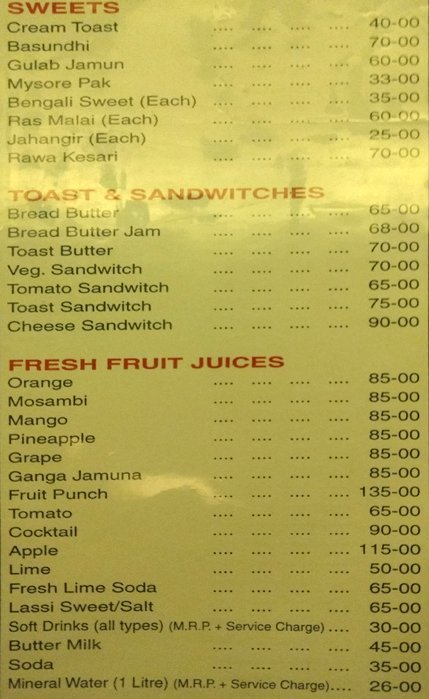 SWEETS
Cream Toast .... .... .... .... 40-00
Basundhi .... .... .... .... 70-00
Gulab Jamun .... .... .... .... 60-00
Mysore Pak .... .... .... .... 33-00
Bengali Sweet (Each) .... .... .... .... 35-00
Ras Malai (Each) .... .... .... .... 60-00
Jahangir (Each) .... .... .... .... 25-00
Rawa Kesari .... .... .... .... 70-00
TOAST & SANDWITCHES
Bread Butter .... .... .... .... 65-00
Bread Butter Jam .... .... .... .... 68-00
Toast Butter .... .... .... .... 70-00
Veg. Sandwitch .... .... .... .... 70-00
Tomato Sandwitch .... .... .... .... 65-00
Toast Sandwitch .... .... .... .... 75-00
Cheese Sandwitch .... .... .... .... 90-00
FRESH FRUIT JUICES
Orange .... .... .... .... 85-00
Mosambi .... .... .... .... 85-00
Mango .... .... .... .... 85-00
Pineapple .... .... .... .... 85-00
Grape .... .... .... .... 85-00
Ganga Jamuna .... .... .... .... 85-00
Fruit Punch .... .... .... .... 135-00
Tomato .... .... .... .... 65-00
Cocktail .... .... .... .... 90-00
Apple .... .... .... .... 115-00
Lime .... .... .... .... 50-00
Fresh Lime Soda .... .... .... .... 65-00
Lassi Sweet/Salt .... .... .... .... 65-00
Soft Drinks (all types) (M.R.P. + Service Charge) .... 30-00
Butter Milk .... .... .... .... 45-00
Soda .... .... .... .... 35-00
Mineral Water (1 Litre) (M.R.P. + Service Charge).... 26-00